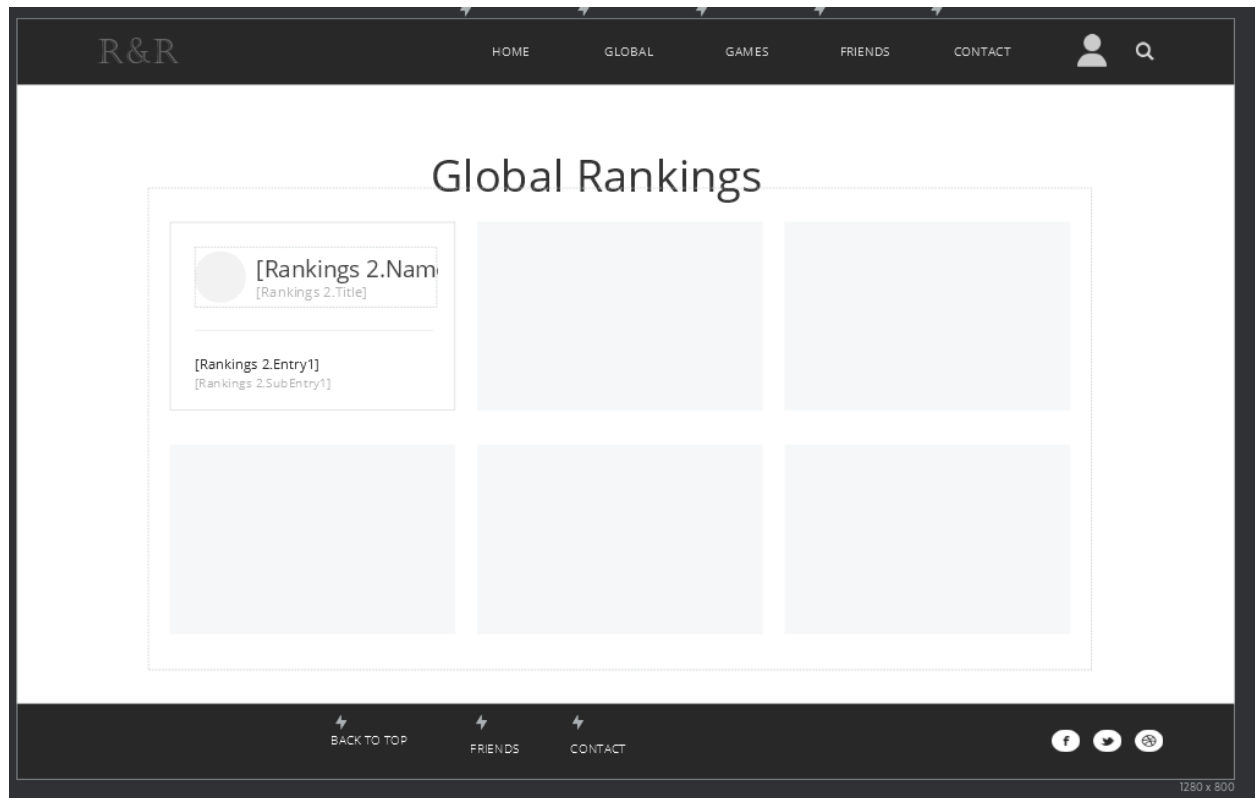 R&R
HOME GLOBAL GAMES FRIENDS CONTACT
Global Rankings
[Rankings 2.Nam
[Rankings 2.Title]
[Rankings 2.Entry1]
[Rankings 2.SubEntry1]
BACK TO TOP FRIENDS CONTACT
1280 x 800